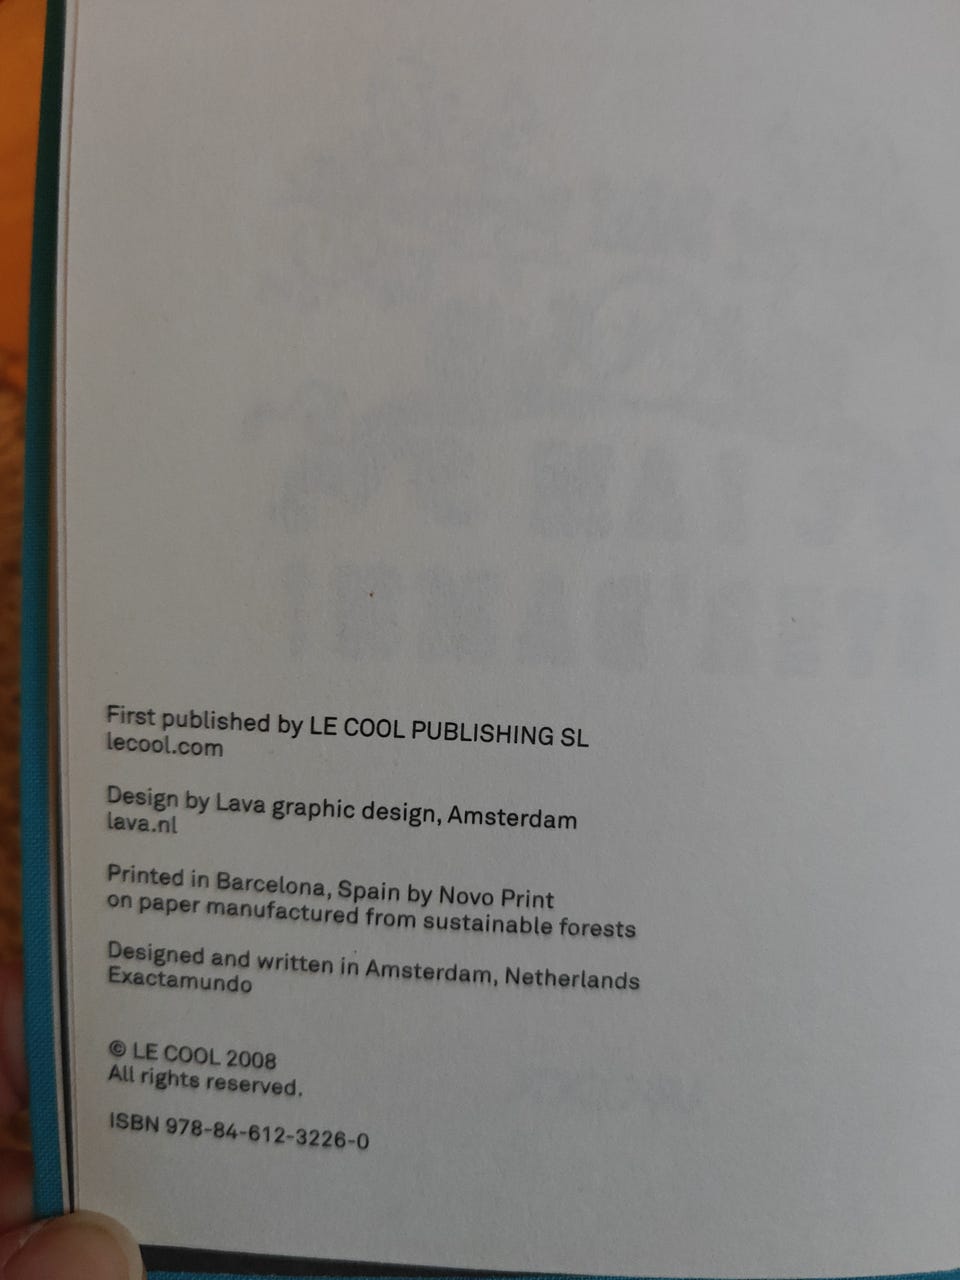 First published by LE COOL PUBLISHING SL
lecool.com
Design by Lava graphic design, Amsterdam
lava.nl
Printed in Barcelona, Spain by Novo Print
on paper manufactured from sustainable forests
Designed and written in Amsterdam, Netherlands
Exactamundo
© LE COOL 2008
All rights reserved.
ISBN 978-84-612-3226-0